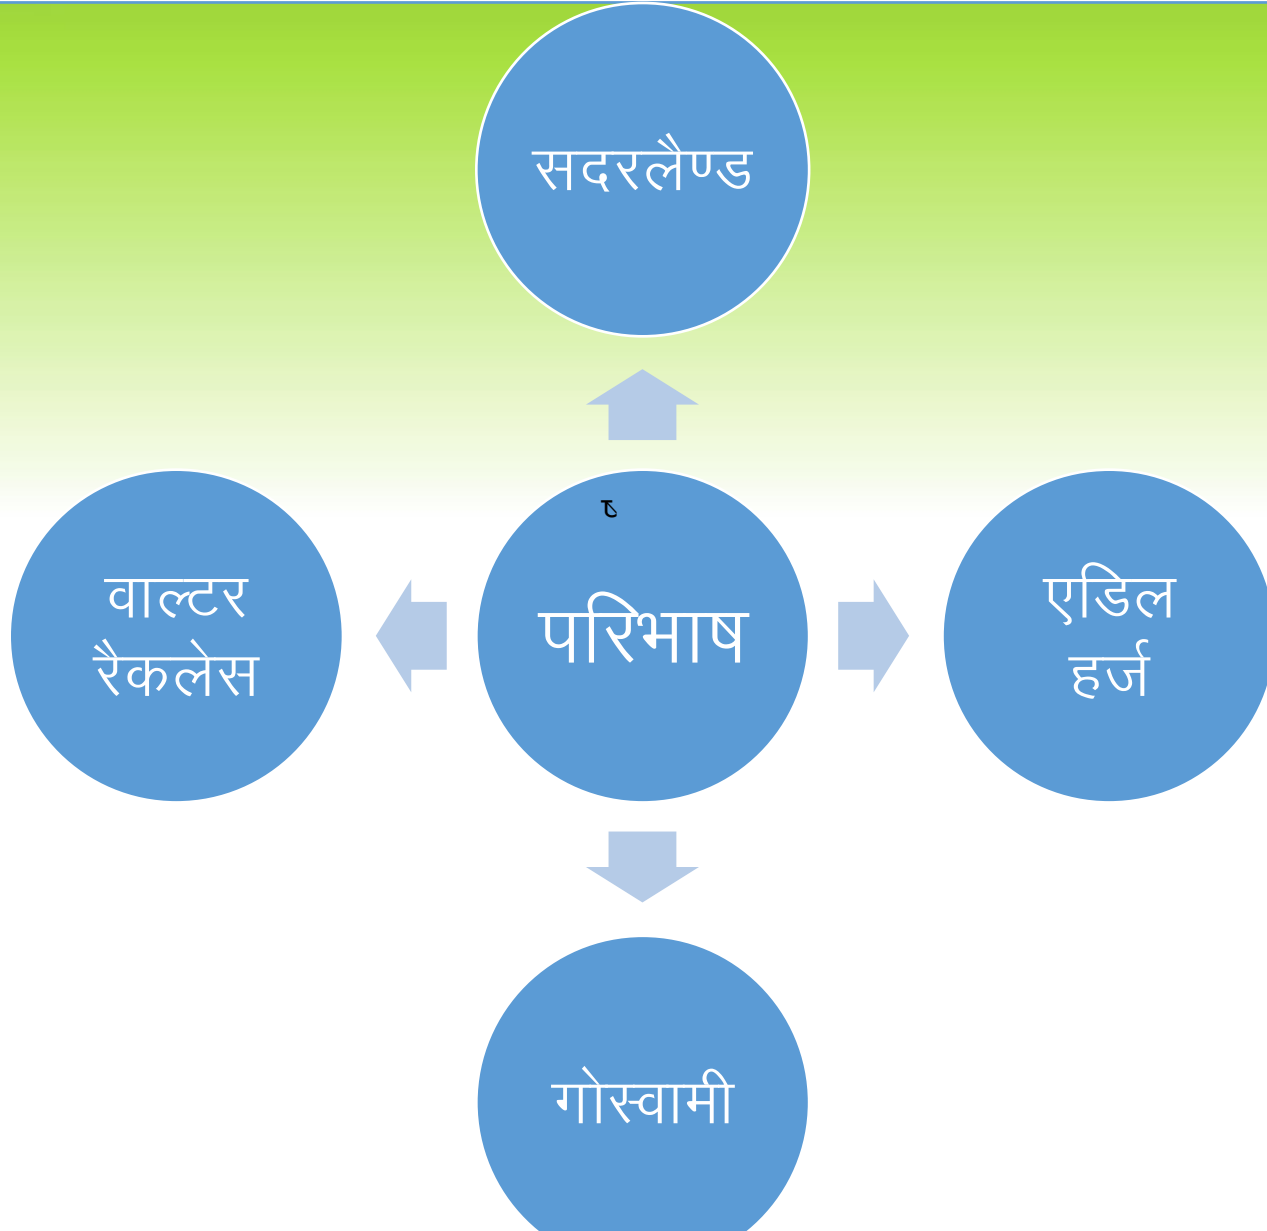 सदरलैण्ड
वाल्टर
रैकलेस
परिभाष
एडिल
हर्ज
गोस्वामी